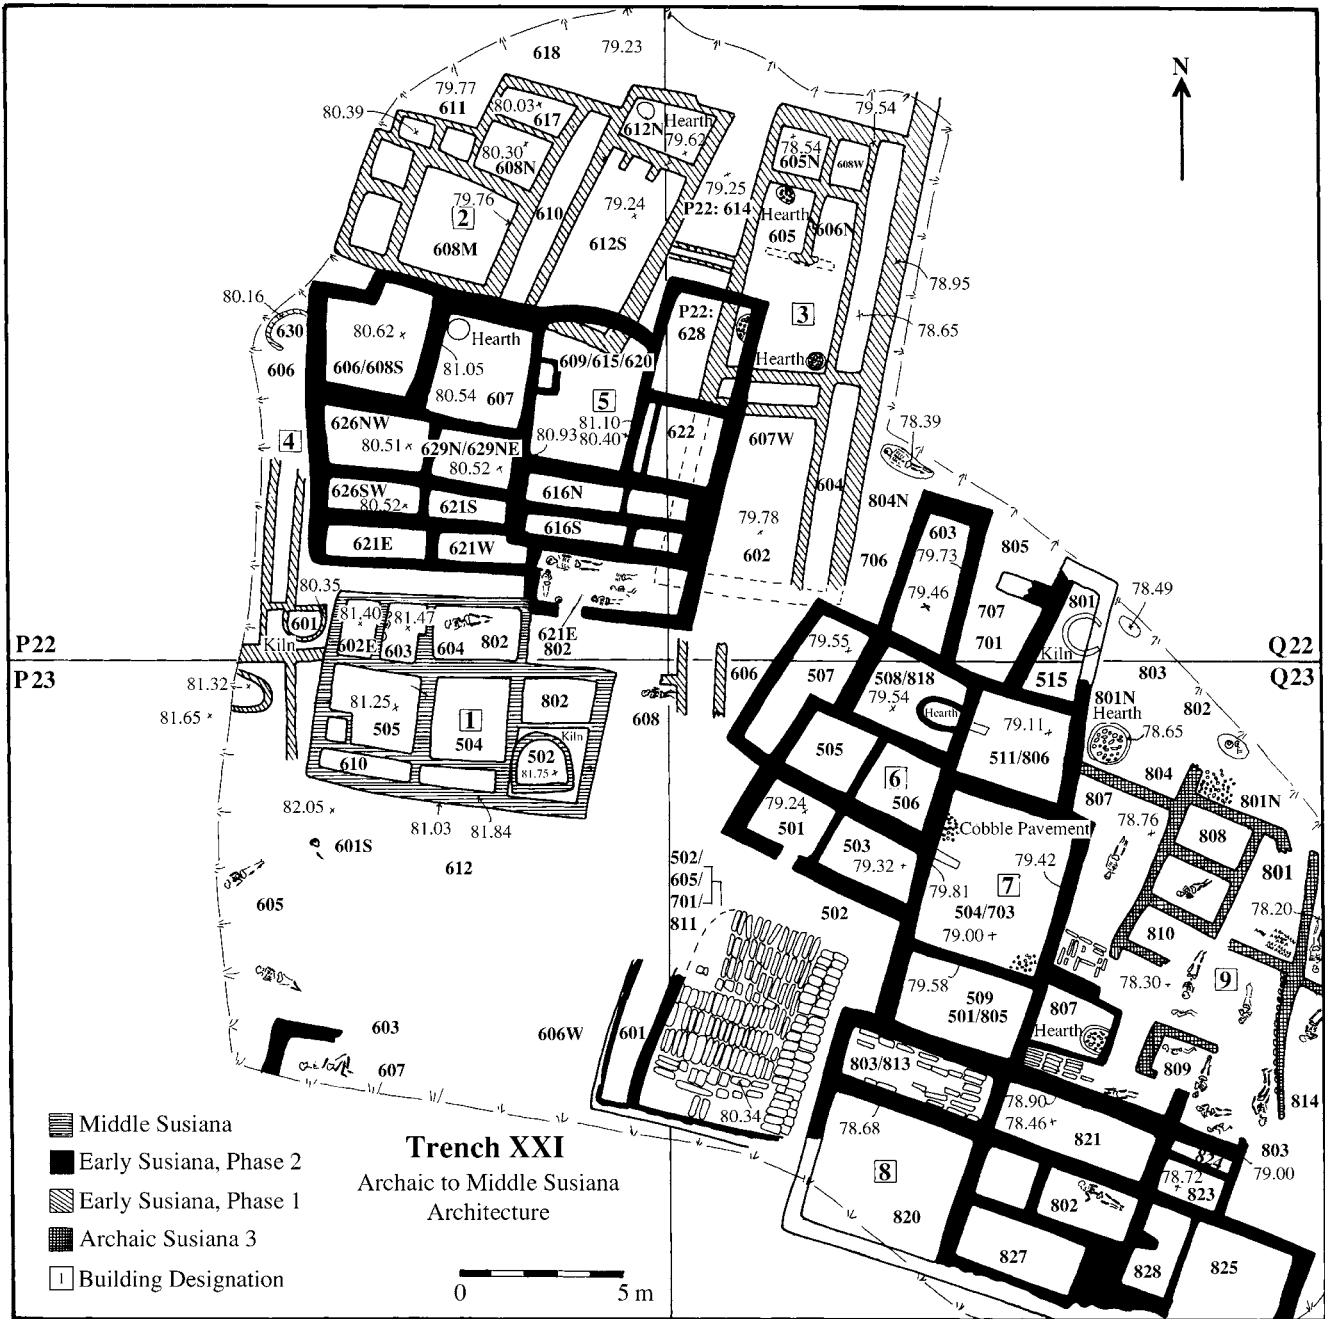 618
79.23
N
79.77
611
80.39
80.03
617
612N
Hearth
79.62
79.54
78.54
605N
608W
80.30
608N
79.76
2
608M
610
79.24
612S
79.25
P22: 614
Hearth
605
606N
78.95
78.65
3
80.16
630
606
80.62
606/608S
Hearth
81.05
80.54
607
609/615/620
P22:
628
Hearth
5
81.10
80.40
622
607W
78.39
4
626NW
80.51
629N/629NE
80.52
80.93
604
804N
626SW
80.52
621S
616N
616S
79.78
602
621E
621W
603
79.73
79.46
706
805
707
701
801
78.49
80.35
601
Kiln
81.40
602E
81.47
603
604
802
621E
802
79.55
Kiln
515
P22
Q22
P23
Q23
81.32
81.65
81.25
505
1
504
802
Kiln
502
81.75
608
606
507
508/818
79.54
Hearth
79.11
511/806
801N
Hearth
78.65
803
802
610
82.05
81.03
81.84
505
6
506
804
801N
601S
612
79.24
501
503
79.32
Cobble Pavement
807
78.76
808
801
605
502/
605/
701/
811
502
79.81
7
79.42
504/703
79.00
78.20
810
78.30
9
603
607
606W
601
79.58
509
501/805
807
Hearth
809
814
803/813
80.34
78.68
78.90
78.46
821
803
79.00
824
78.72
823
8
820
802
827
828
825
Middle Susiana
Early Susiana, Phase 2
Early Susiana, Phase 1
Archaic Susiana 3
1 Building Designation
Trench XXI
Archaic to Middle Susiana
Architecture
0 5 m